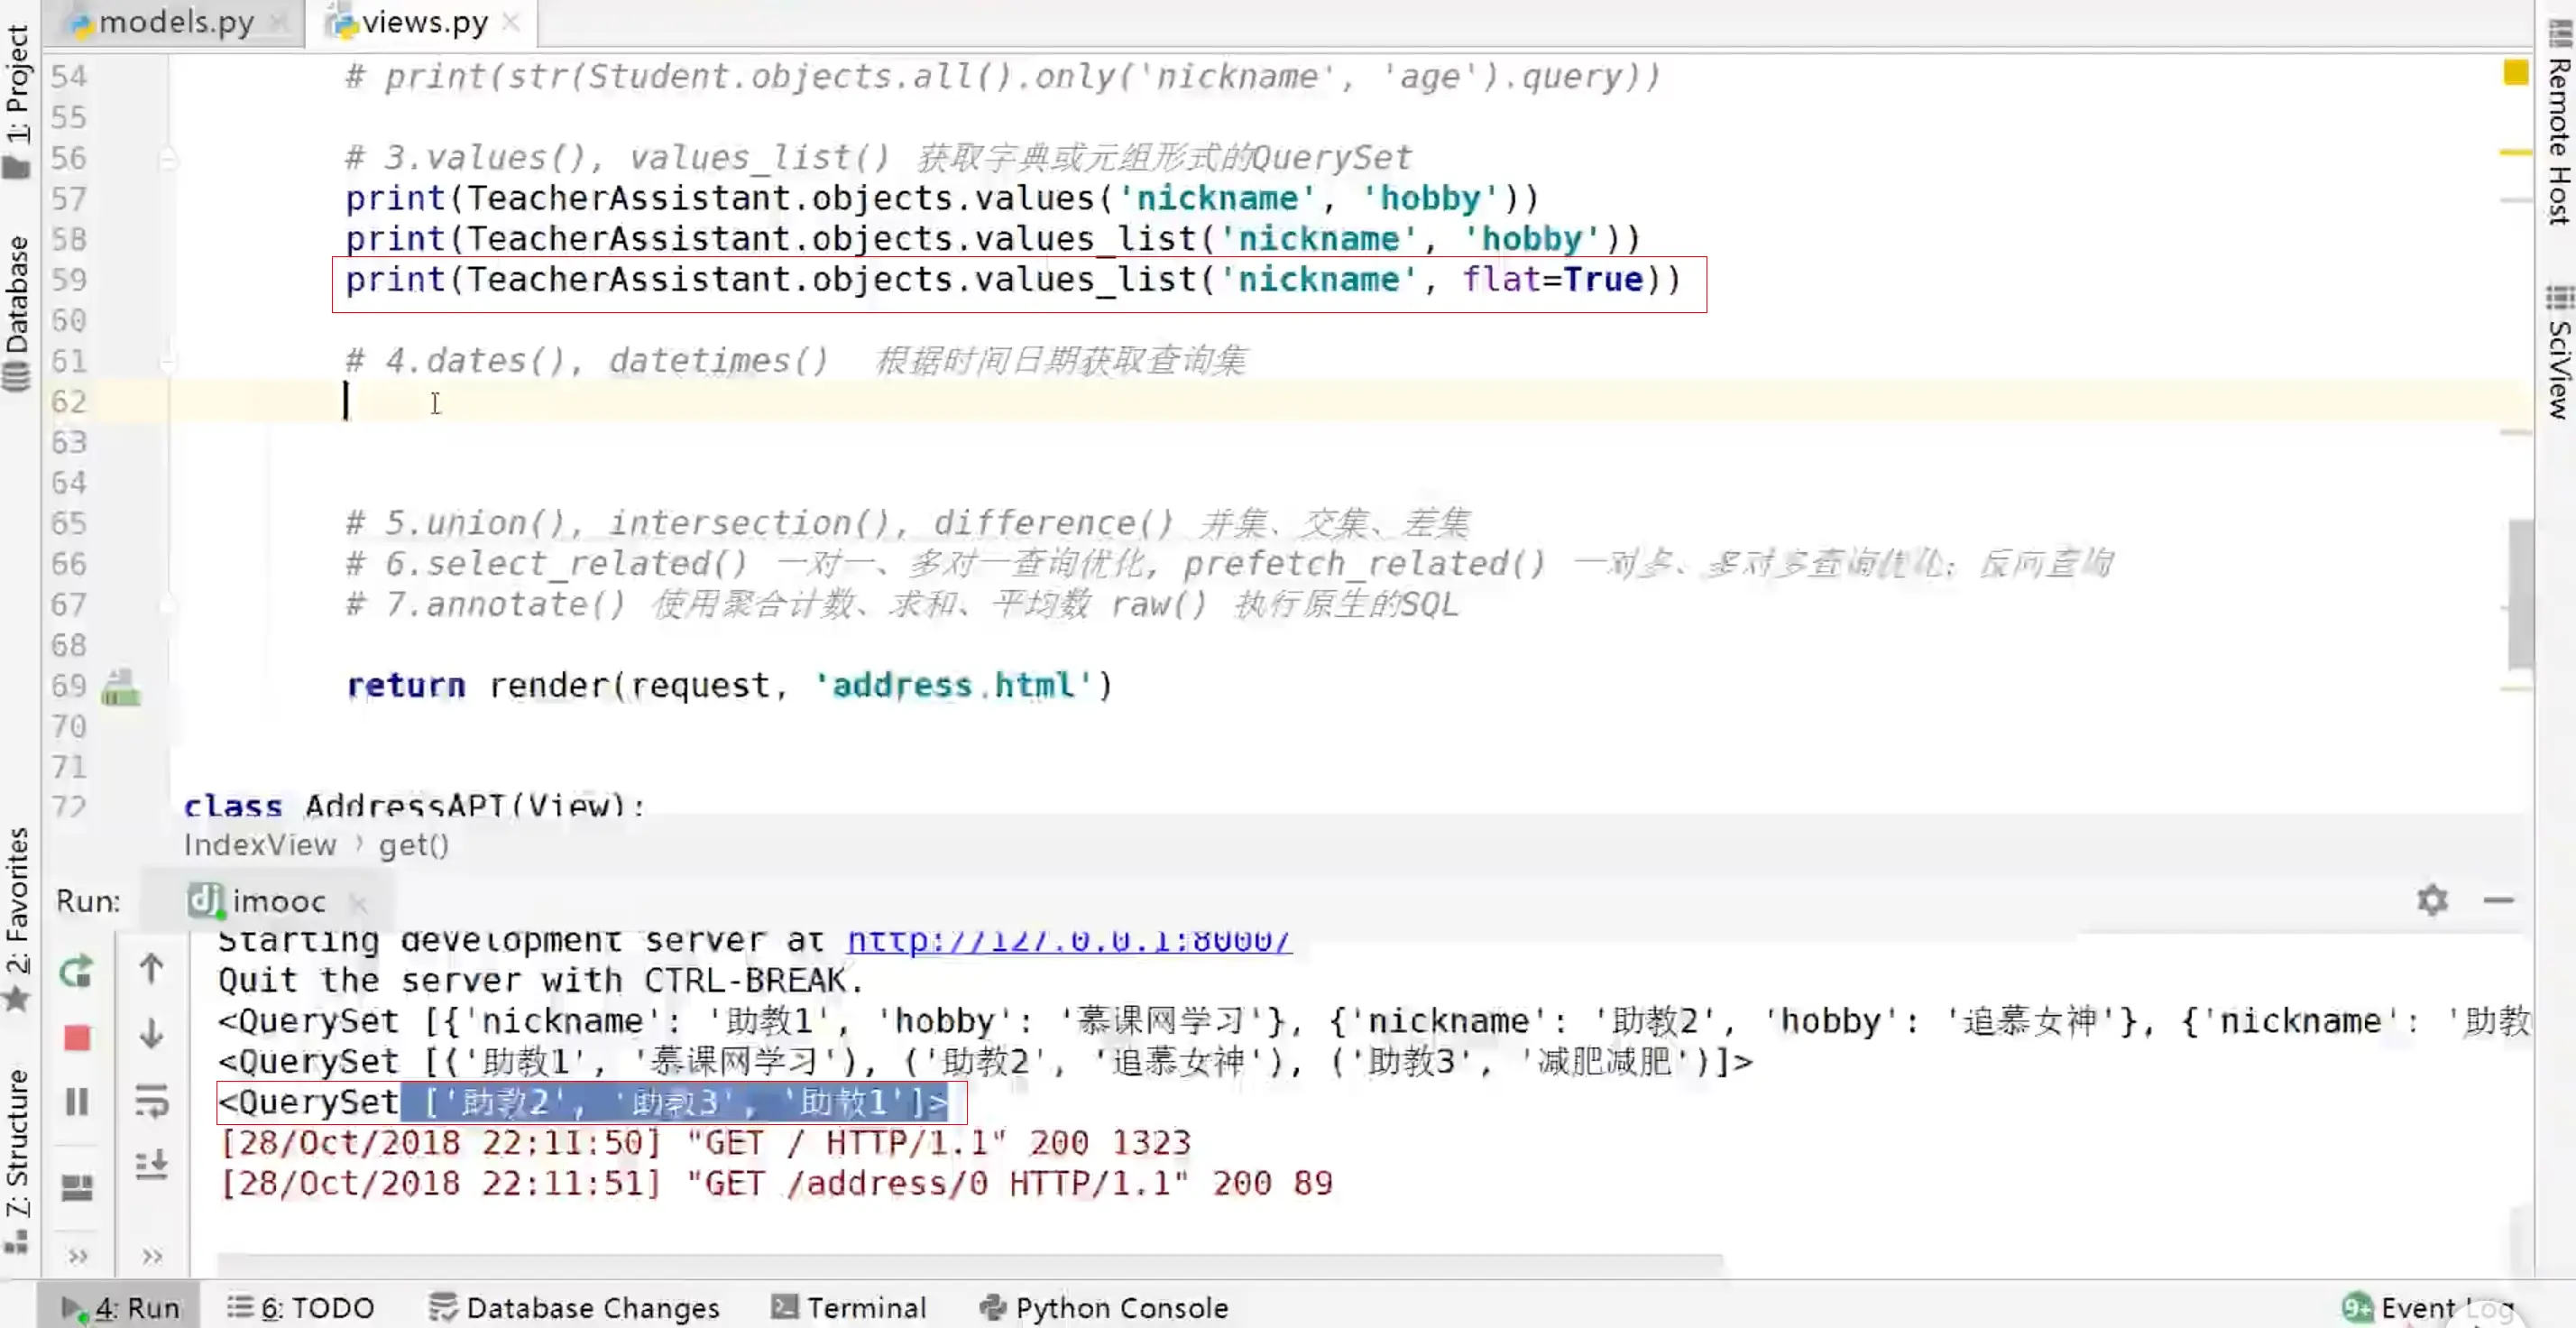 models.py
views.py
1: Project
Database
2: Favorites
7: Structure
Remote Host
SciView
54 # print(str(Student.objects.all().only('nickname', 'age').query))
55
56 # 3.values(), values_list() 获取字典或元组形式的QuerySet
57 print(TeacherAssistant.objects.values('nickname', 'hobby'))
58 print(TeacherAssistant.objects.values_list('nickname', 'hobby'))
59 print(TeacherAssistant.objects.values_list('nickname', flat=True))
60
61 # 4.dates(), datetimes() 根据时间日期获取查询集
62
63
64
65 # 5.union(), intersection(), difference() 并集、交集、差集
66 # 6.select_related() 一对一、多对一查询优化, prefetch_related() 一对多、多对多查询优化; 反向查询
67 # 7.annotate() 使用聚合计数、求和、平均数 raw() 执行原生的SQL
68
69 return render(request, 'address.html')
70
71
72 class AddressAPI(View):
IndexView › get()
Run: imooc
Starting development server at http://127.0.0.1:8000/
Quit the server with CTRL-BREAK.
<QuerySet [{'nickname': '助教1', 'hobby': '慕课网学习'}, {'nickname': '助教2', 'hobby': '追慕女神'}, {'nickname': '助教
<QuerySet [('助教1', '慕课网学习'), ('助教2', '追慕女神'), ('助教3', '减肥减肥')]>
<QuerySet ['助教2', '助教3', '助教1']>
[28/Oct/2018 22:11:50] "GET / HTTP/1.1" 200 1323
[28/Oct/2018 22:11:51] "GET /address/0 HTTP/1.1" 200 89
4: Run
6: TODO
Database Changes
Terminal
Python Console
9+ Event Log